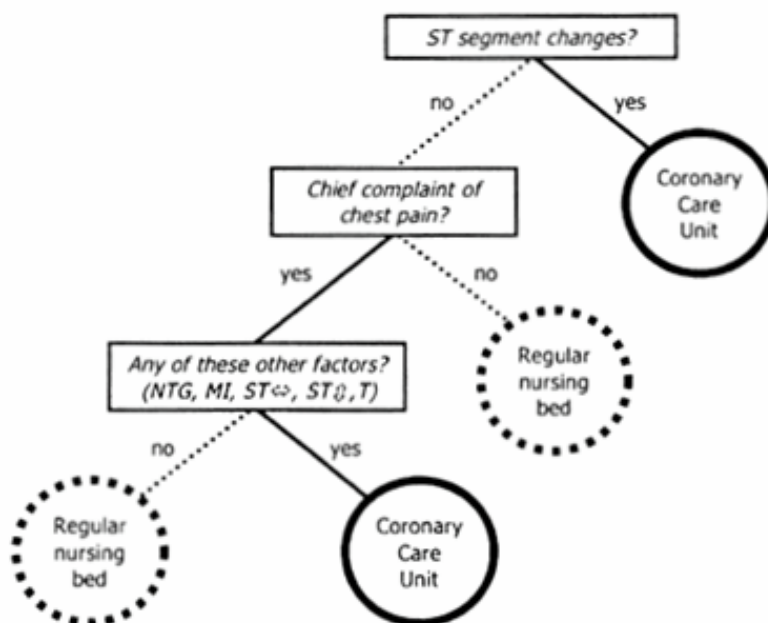 ST segment changes?
no
yes
Coronary
Care
Unit
Chief complaint of
chest pain?
yes
no
Regular
nursing
bed
Any of these other factors?
(NTG, MI, ST⇔, ST⇕, T)
no
yes
Regular
nursing
bed
Coronary
Care
Unit